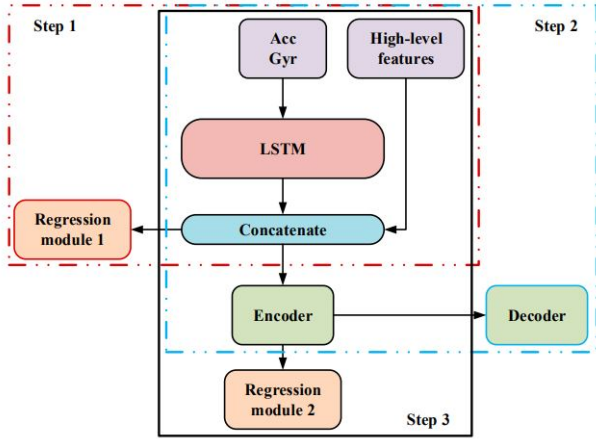 Step 1
Acc
Gyr
High-level
features
Step 2
LSTM
Regression
module 1
Concatenate
Encoder
Decoder
Regression
module 2
Step 3